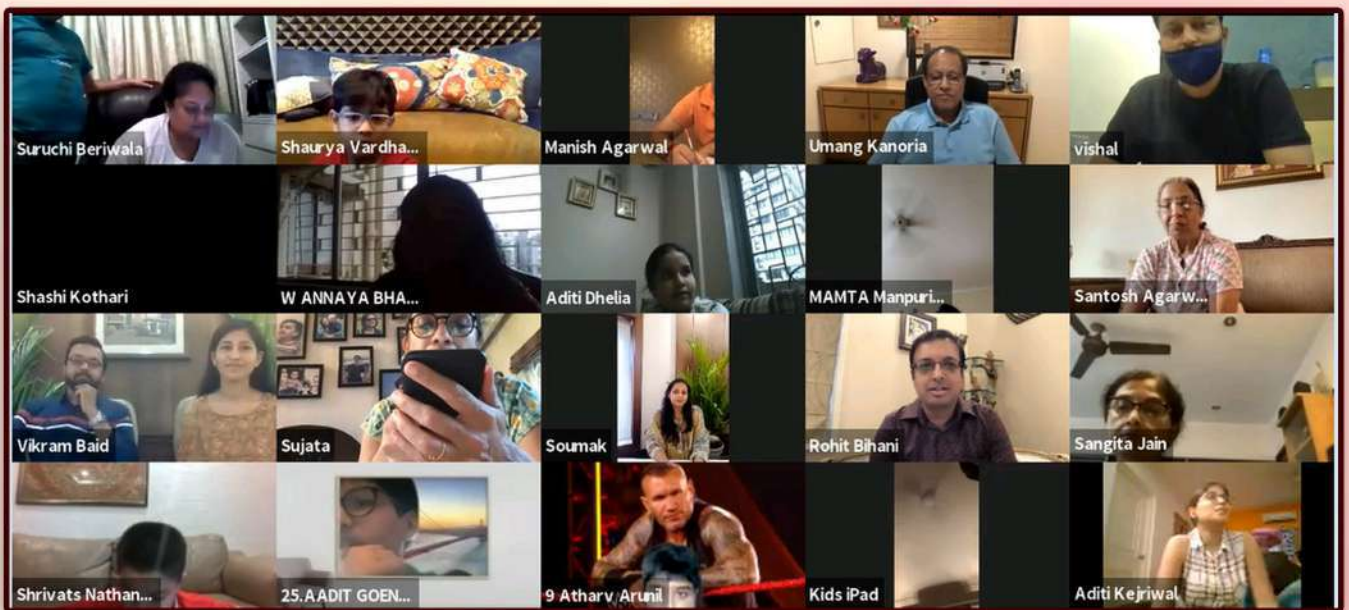 Suruchi Beriwala
Shaurya Vardha...
Manish Agarwal
Umang Kanoria
vishal
Shashi Kothari
W ANNAYA BHA...
Aditi Dhelia
MAMTA Manpuri...
Santosh Agarw...
Vikram Baid
Sujata
Soumak
Rohit Bihani
Sangita Jain
Shrivats Nathan...
25.AADIT GOEN...
9 Atharv Arunil
Kids iPad
Aditi Kejriwal